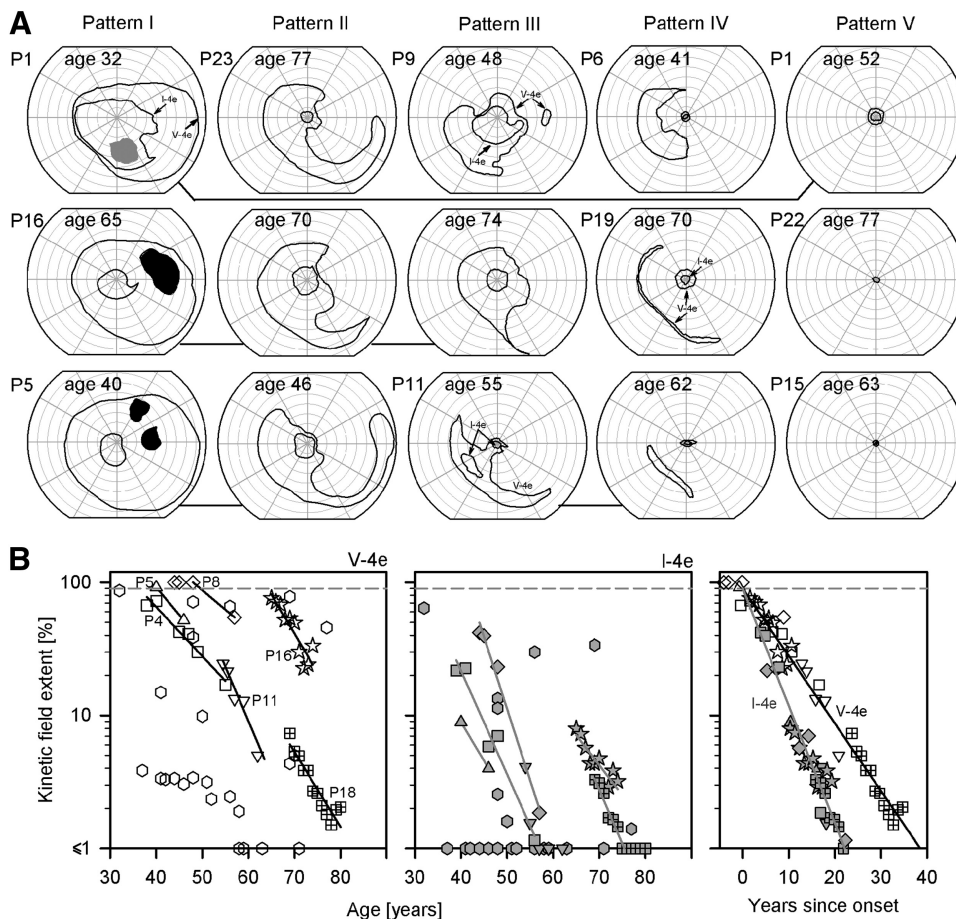 A
Pattern I Pattern II Pattern III Pattern IV Pattern V
P1 age 32 P23 age 77 P9 age 48 P6 age 41 P1 age 52
I-4e V-4e V-4e I-4e
P16 age 65 age 70 age 74 P19 age 70 P22 age 77
I-4e V-4e
P5 age 40 age 46 P11 age 55 age 62 P15 age 63
I-4e V-4e
B
V-4e I-4e
Kinetic field extent [%]
100
10
≤1
P5 P8
P4
P16
P11
P18
I-4e V-4e
30 40 50 60 70 80 30 40 50 60 70 80 0 10 20 30 40
Age [years] Years since onset